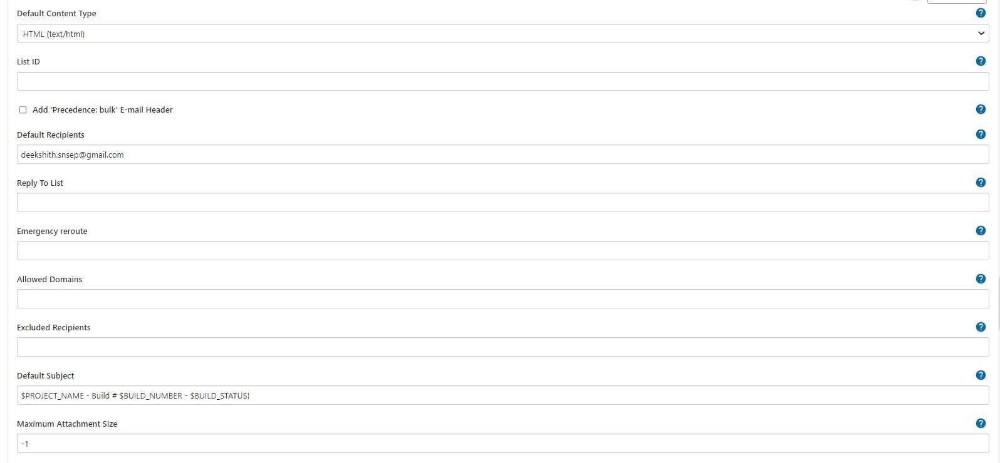 Default Content Type
?
HTML (text/html)
List ID
?
Add 'Precedence: bulk' E-mail Header
?
Default Recipients
?
deekshith.snsep@gmail.com
Reply To List
?
Emergency reroute
?
Allowed Domains
?
Excluded Recipients
?
Default Subject
?
$PROJECT_NAME - Build # $BUILD_NUMBER - $BUILD_STATUS!
Maximum Attachment Size
?
-1